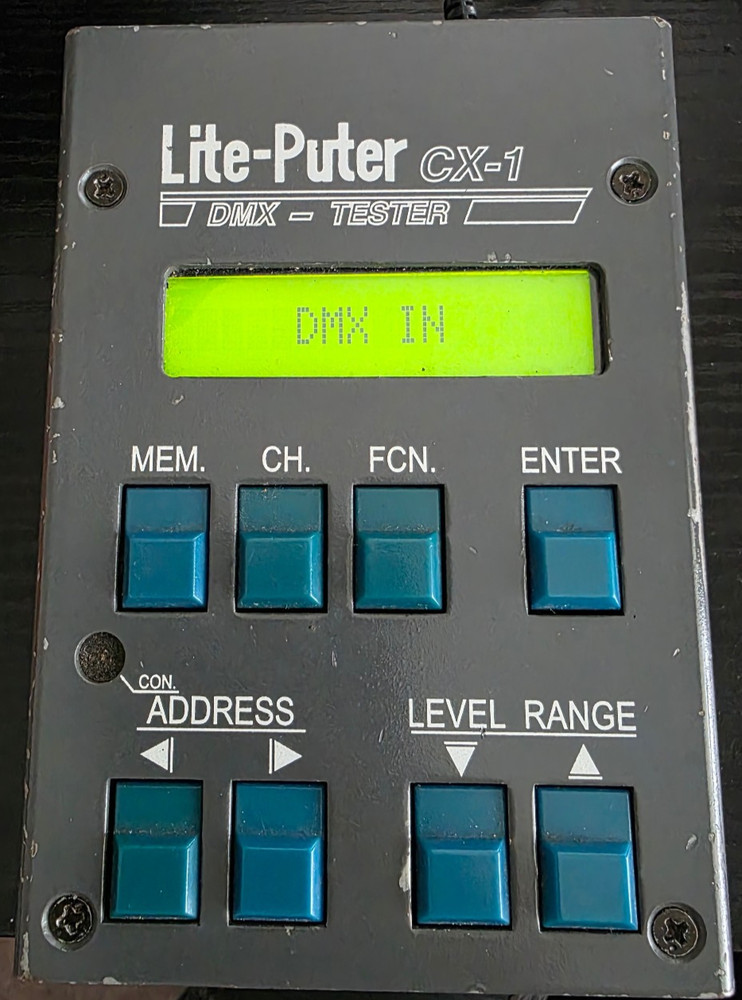 Lite-Puter CX-1
DMX - TESTER
DMX IN
MEM. CH. FCN. ENTER
CON.
ADDRESS LEVEL RANGE